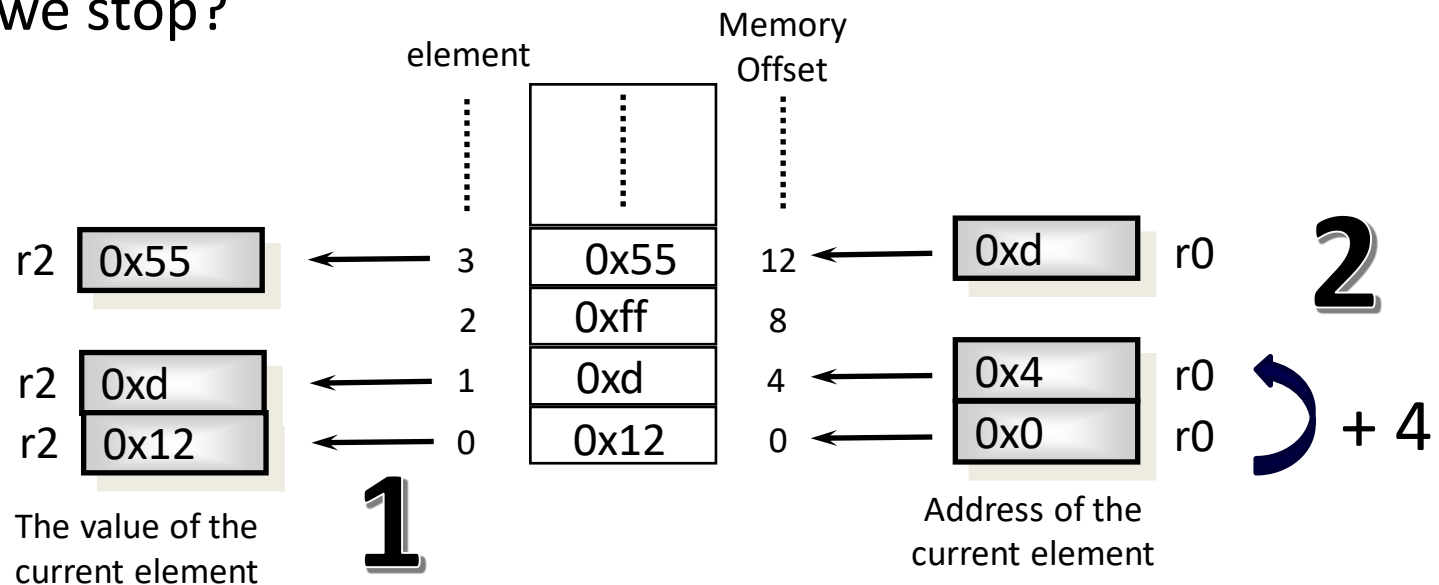 we stop?
element
Memory
Offset
r2 0x55 3 0x55 12 0xd r0 2
2 0xff 8
r2 0xd 1 0xd 4 0x4 r0
r2 0x12 0 0x12 0 0x0 r0 + 4
1
The value of the
current element
Address of the
current element